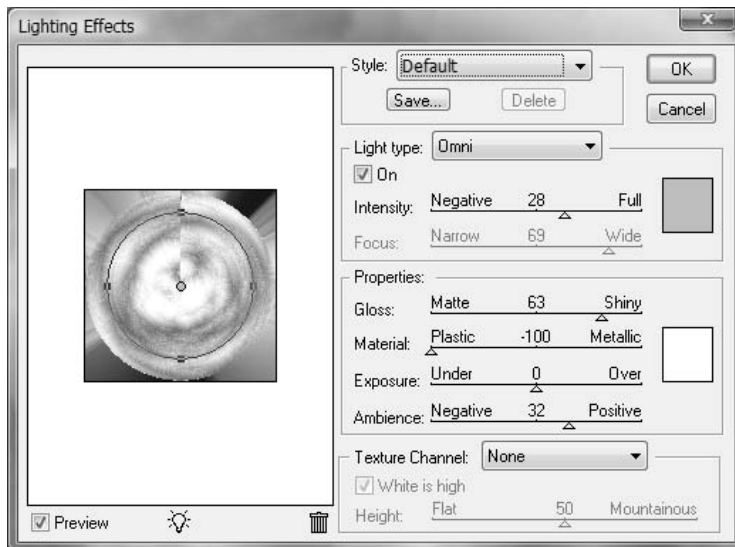 Lighting Effects
Style: Default
Save... Delete
OK
Cancel
Light type: Omni
On
Intensity: Negative 28 Full
Focus: Narrow 69 Wide
Properties:
Gloss: Matte 63 Shiny
Material: Plastic -100 Metallic
Exposure: Under 0 Over
Ambience: Negative 32 Positive
Texture Channel: None
White is high
Height: Flat 50 Mountainous
Preview